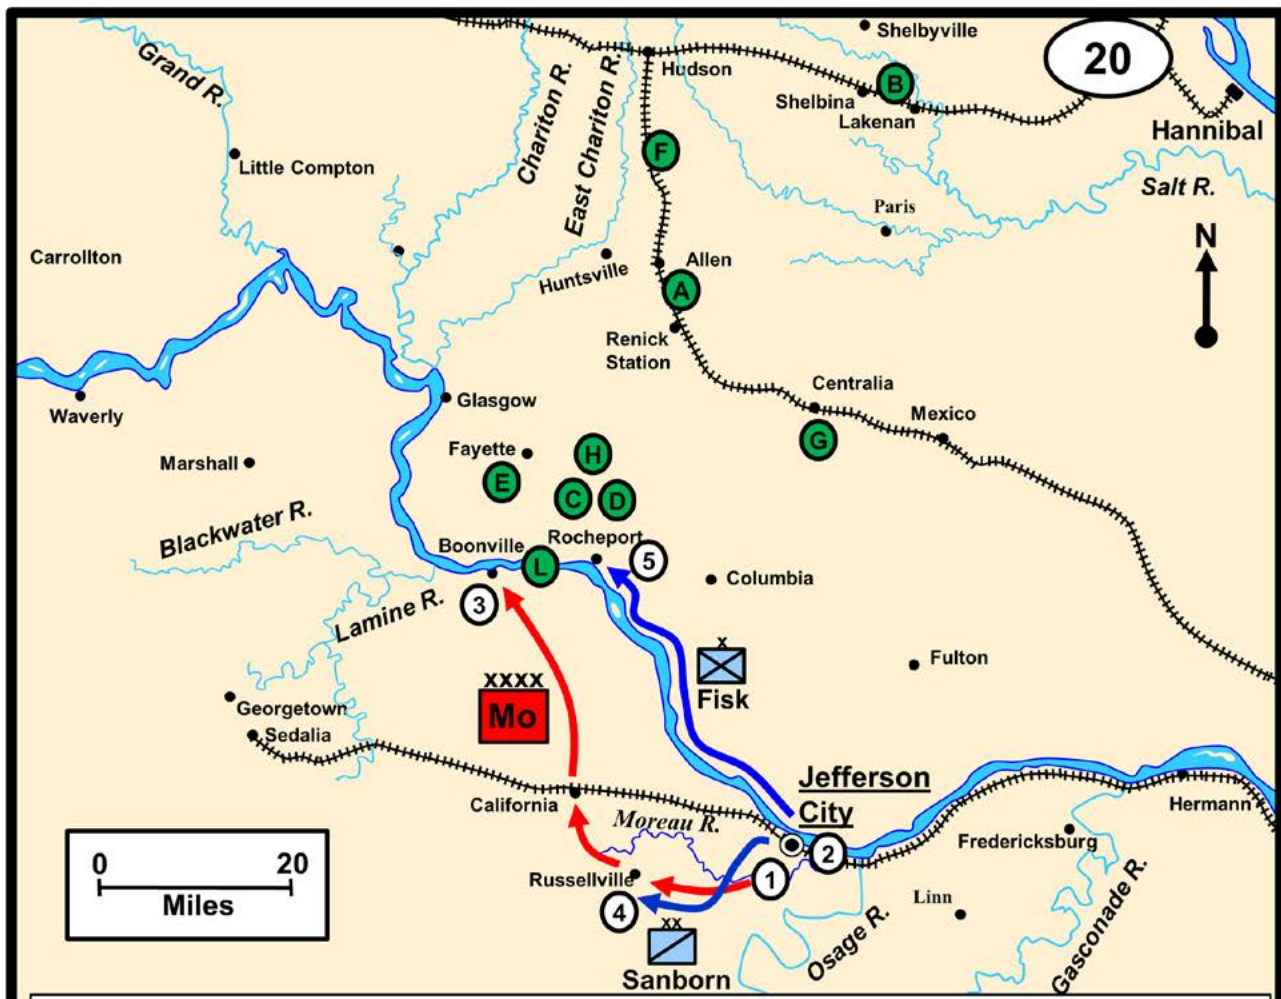 Shelbyville
20
Grand R.
Hudson
Chariton R.
East Chariton R.
B
Shelbina
Lakenan
Hannibal
F
Little Compton
Salt R.
Paris
N
Carrollton
Huntsville
Allen
A
Renick
Station
Centralia
Waverly
Glasgow
Mexico
G
Marshall
Fayette
H
E
C
D
Blackwater R.
Boonville
Rocheport
L
5
Columbia
3
Lamine R.
x
Fisk
Fulton
xxxx
Mo
Georgetown
Sedalia
Jefferson
City
California
Moreau R.
Hermann
Fredericksburg
2
0 20
Miles
Russellville
1
4
Linn
xx
Sanborn
Osage R.
Gasconade R.